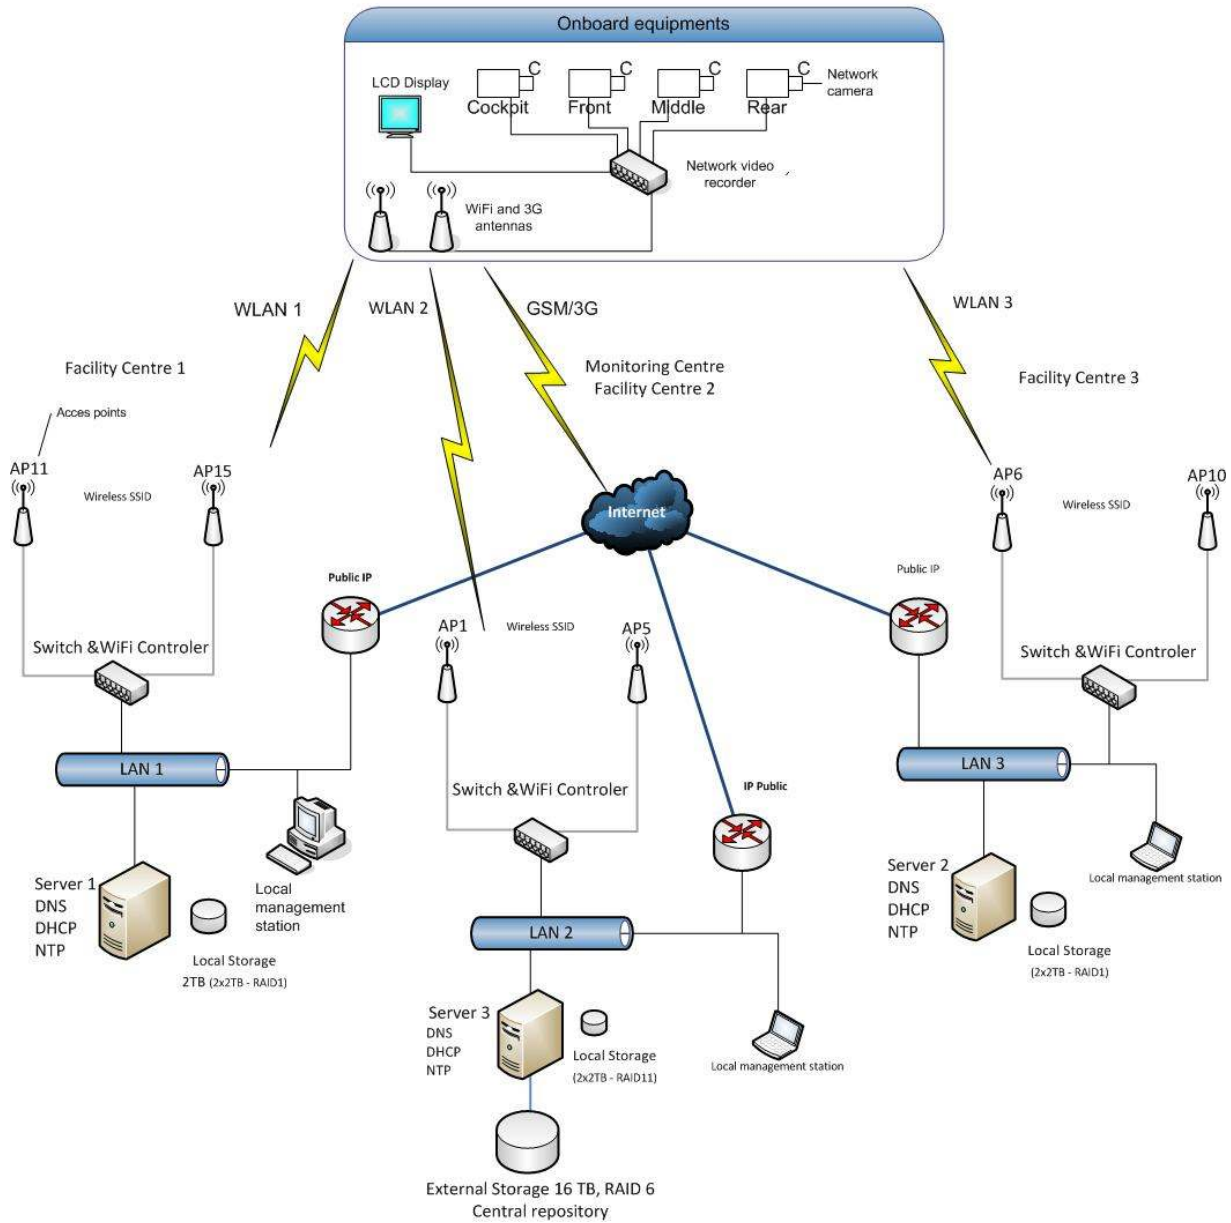 Onboard equipments
LCD Display
C
C
C
C
Network
camera
Cockpit
Front
Middle
Rear
Network video
recorder
WiFi and 3G
antennas
WLAN 1
WLAN 2
GSM/3G
WLAN 3
Facility Centre 1
Monitoring Centre
Facility Centre 2
Facility Centre 3
Acces points
AP11
AP15
Wireless SSID
AP6
AP10
Wireless SSID
Internet
Public IP
Public IP
AP1
Wireless SSID
AP5
Switch &WiFi Controler
Switch &WiFi Controler
LAN 1
LAN 3
Switch &WiFi Controler
IP Public
Server 1
DNS
DHCP
NTP
Local
management
station
Local Storage
2TB (2x2TB - RAID1)
Server 2
DNS
DHCP
NTP
Local management station
Local Storage
(2x2TB - RAID1)
LAN 2
Server 3
DNS
DHCP
NTP
Local Storage
(2x2TB - RAID11)
Local management station
External Storage 16 TB, RAID 6
Central repository